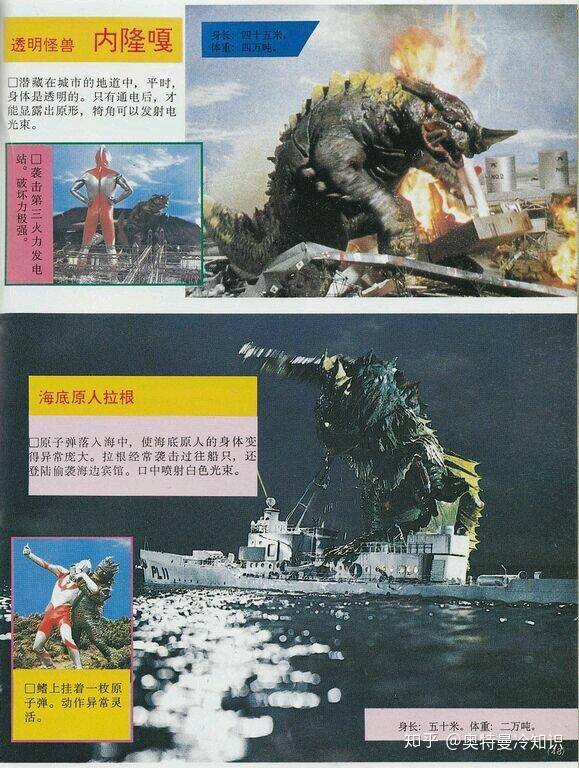 透明怪兽 内隆嘎
身长：四十五米。
体重：四万吨。
□潜藏在城市的地道中，平时，
身体是透明的。只有通电后，才
能显露出原形，犄角可以发射电
光束。
□袭击第三火力发电
站。破坏力极强。
NO.2
海底原人拉根
□原子弹落入海中，使海底原人的身体变
得异常庞大。拉根经常袭击过往船只，还
登陆偷袭海边宾馆。口中喷射白色光束。
PL11
□鳍上挂着一枚原
子弹。动作异常灵
活。
身长：五十米。体重：二万吨。
知乎 @奥特曼冷知识
(48)